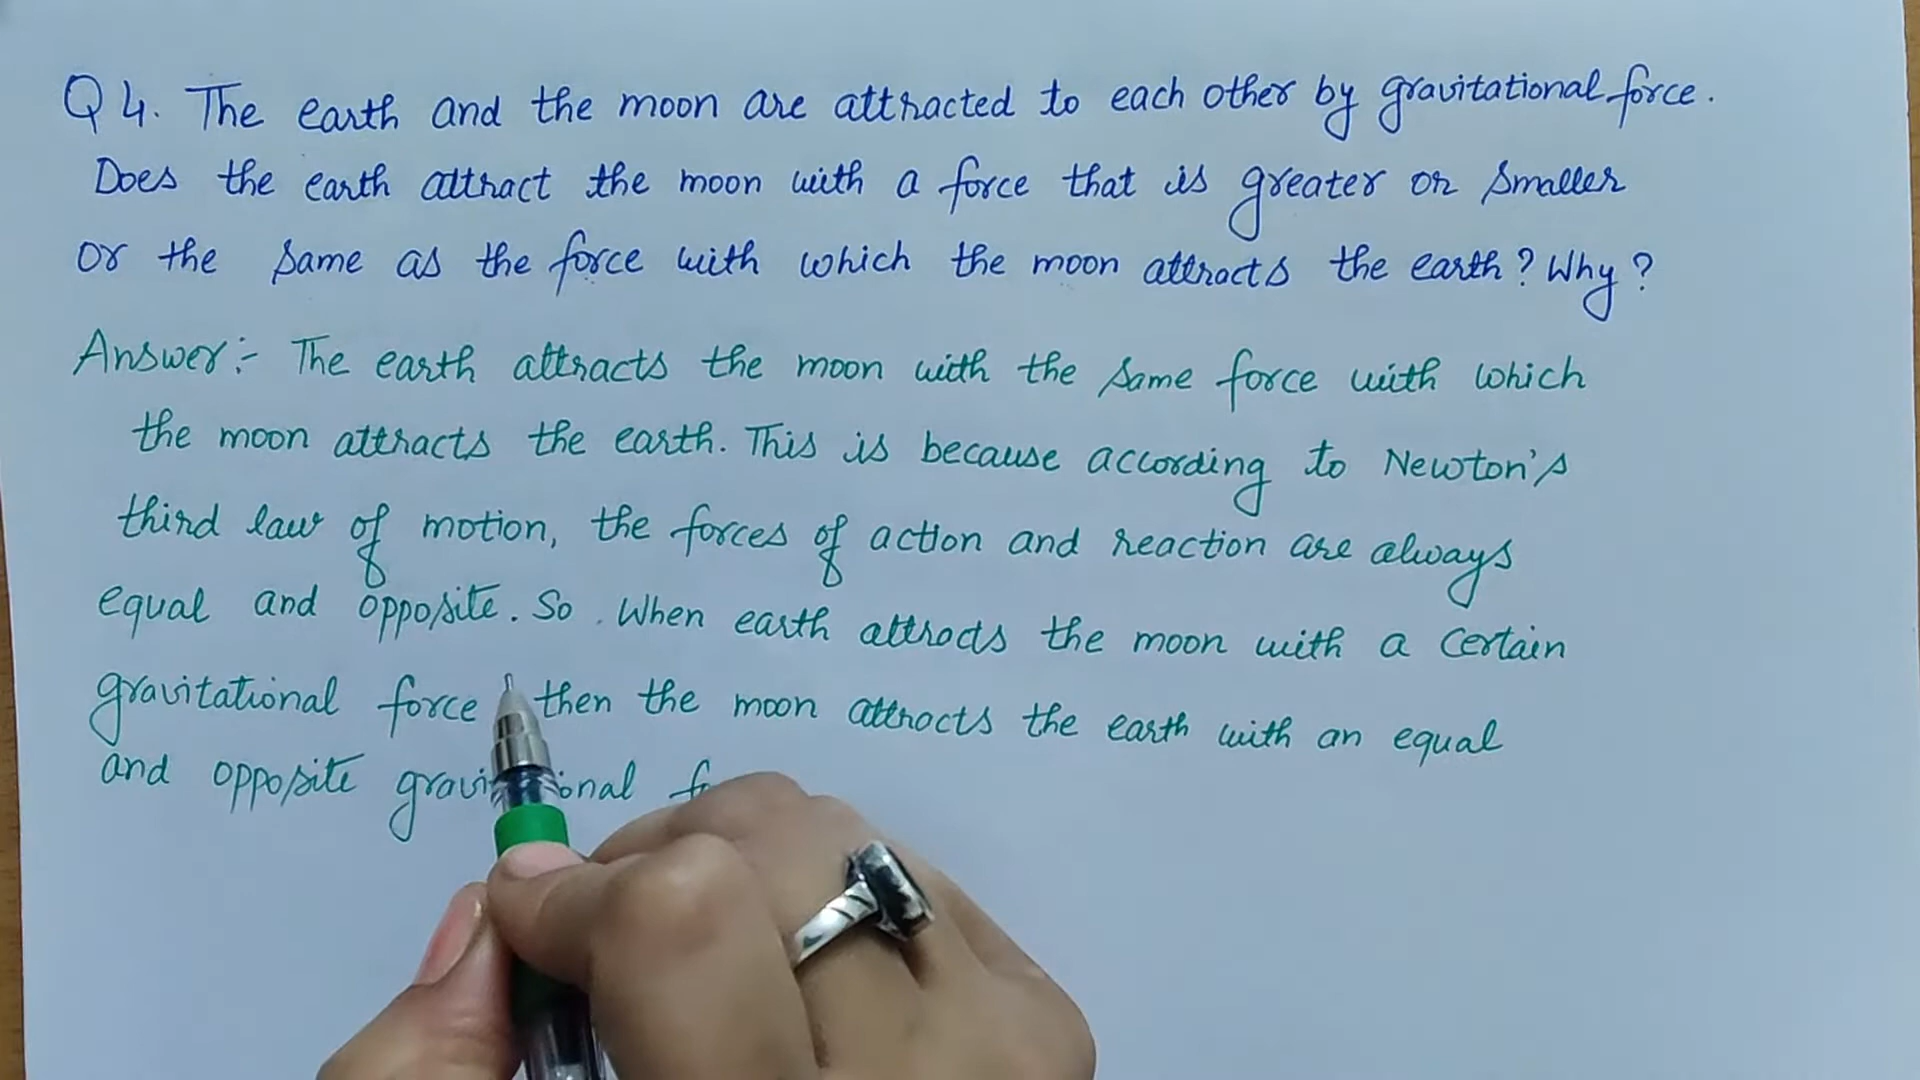 Q 4. The earth and the moon are attracted to each other by gravitational force.
Does the earth attract the moon with a force that is greater or smaller
or the same as the force with which the moon attracts the earth? Why?
Answer:- The earth attracts the moon with the same force with which
the moon attracts the earth. This is because according to Newton's
third law of motion, the forces of action and reaction are always
equal and opposite. So. When earth attracts the moon with a certain
gravitational force then the moon attracts the earth with an equal
and opposite